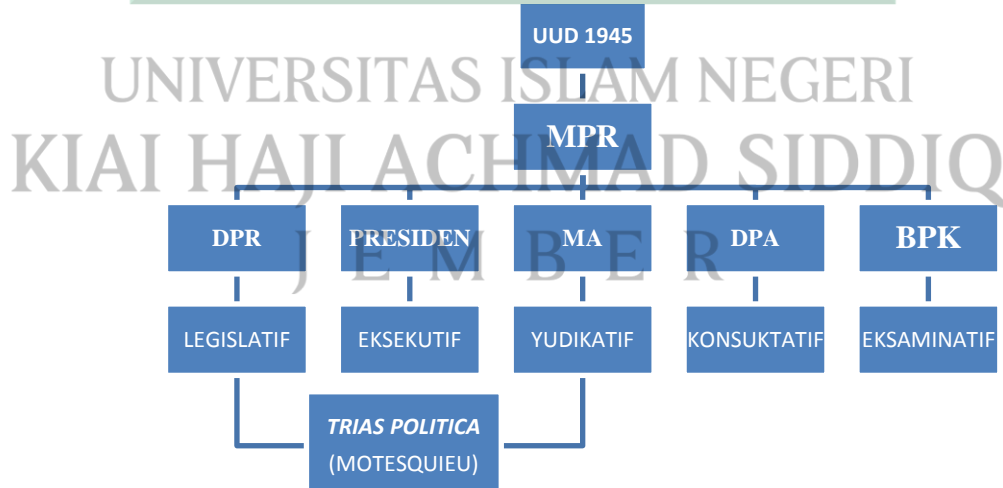 UUD 1945
UNIVERSITAS ISLAM NEGERI
MPR
KIAI HAJI ACHMAD SIDDIQ
DPR PRESIDEN MA DPA BPK
J E M B E R
LEGISLATIF EKSEKUTIF YUDIKATIF KONSUKTATIF EKSAMINATIF
TRIAS POLITICA
(MOTESQUIEU)